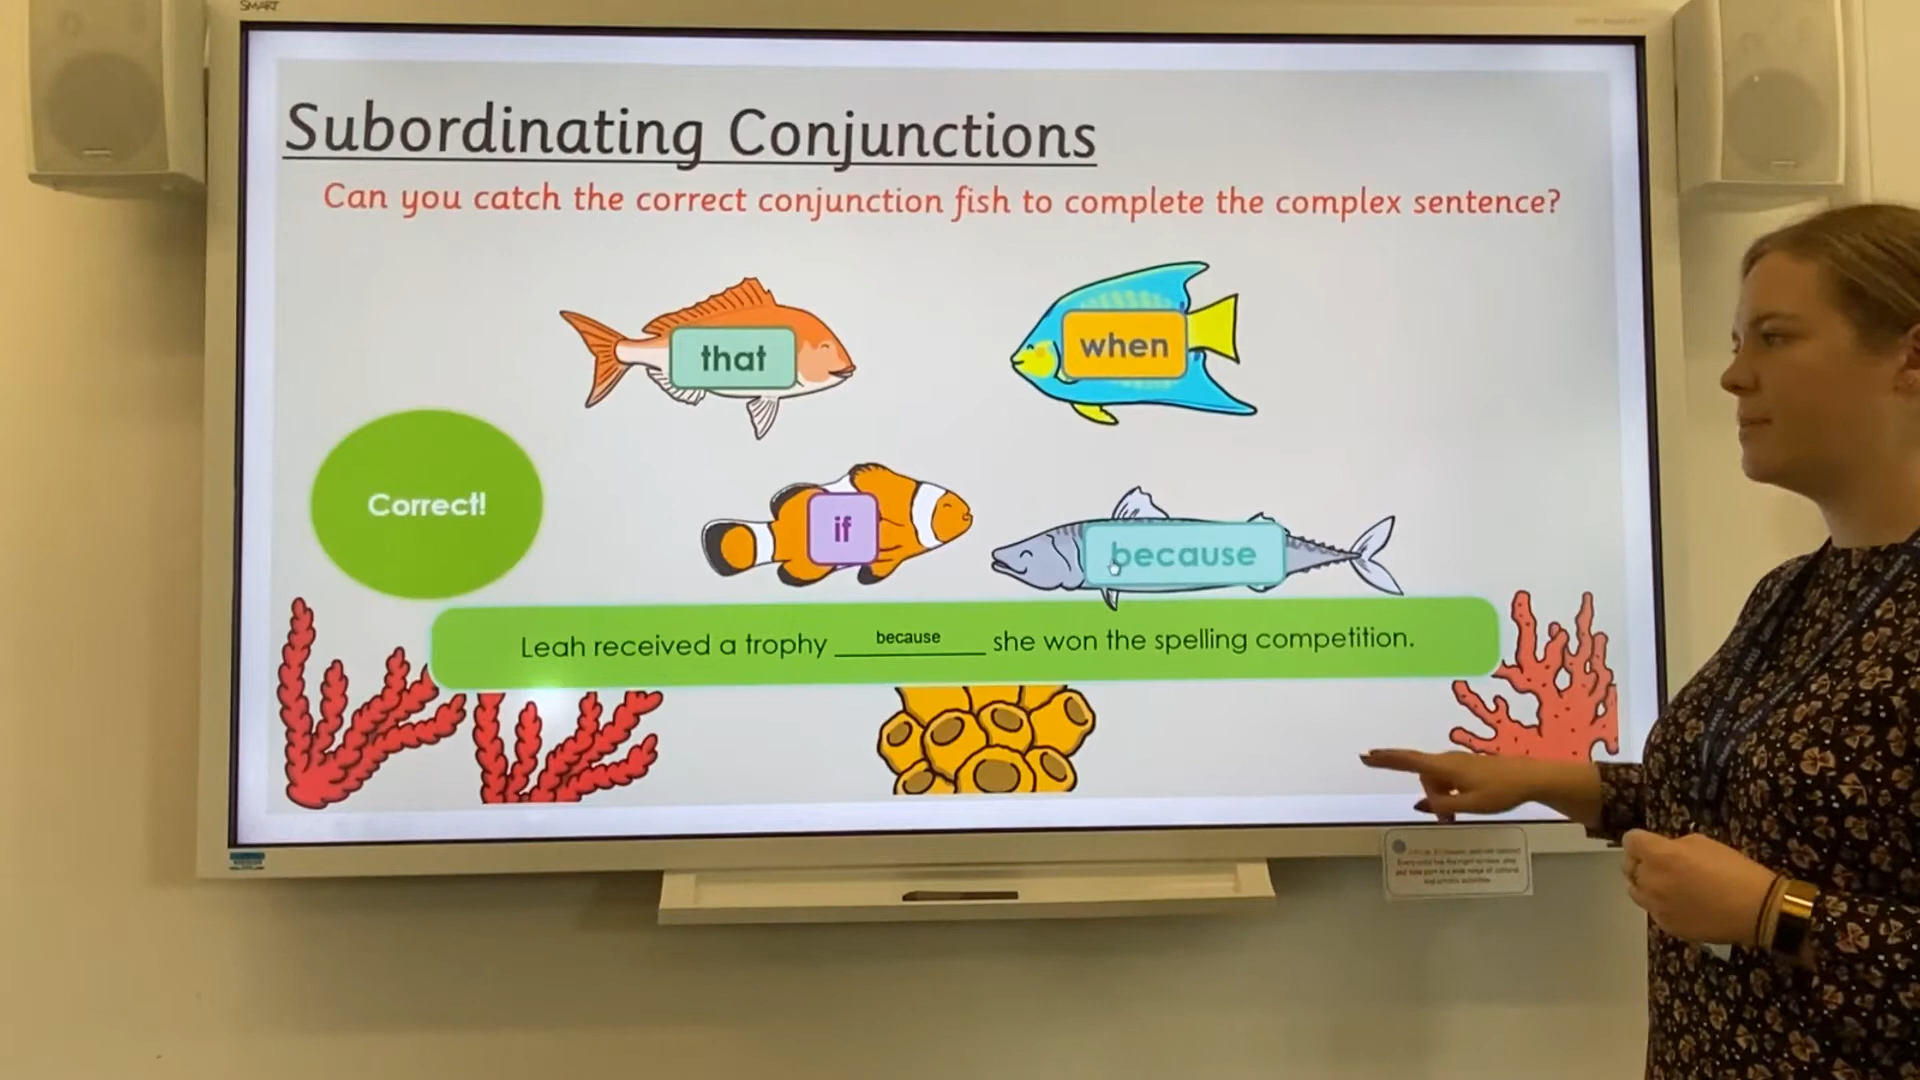 SMART
Subordinating Conjunctions
Can you catch the correct conjunction fish to complete the complex sentence?
that
when
Correct!
if
because
Leah received a trophy because she won the spelling competition.